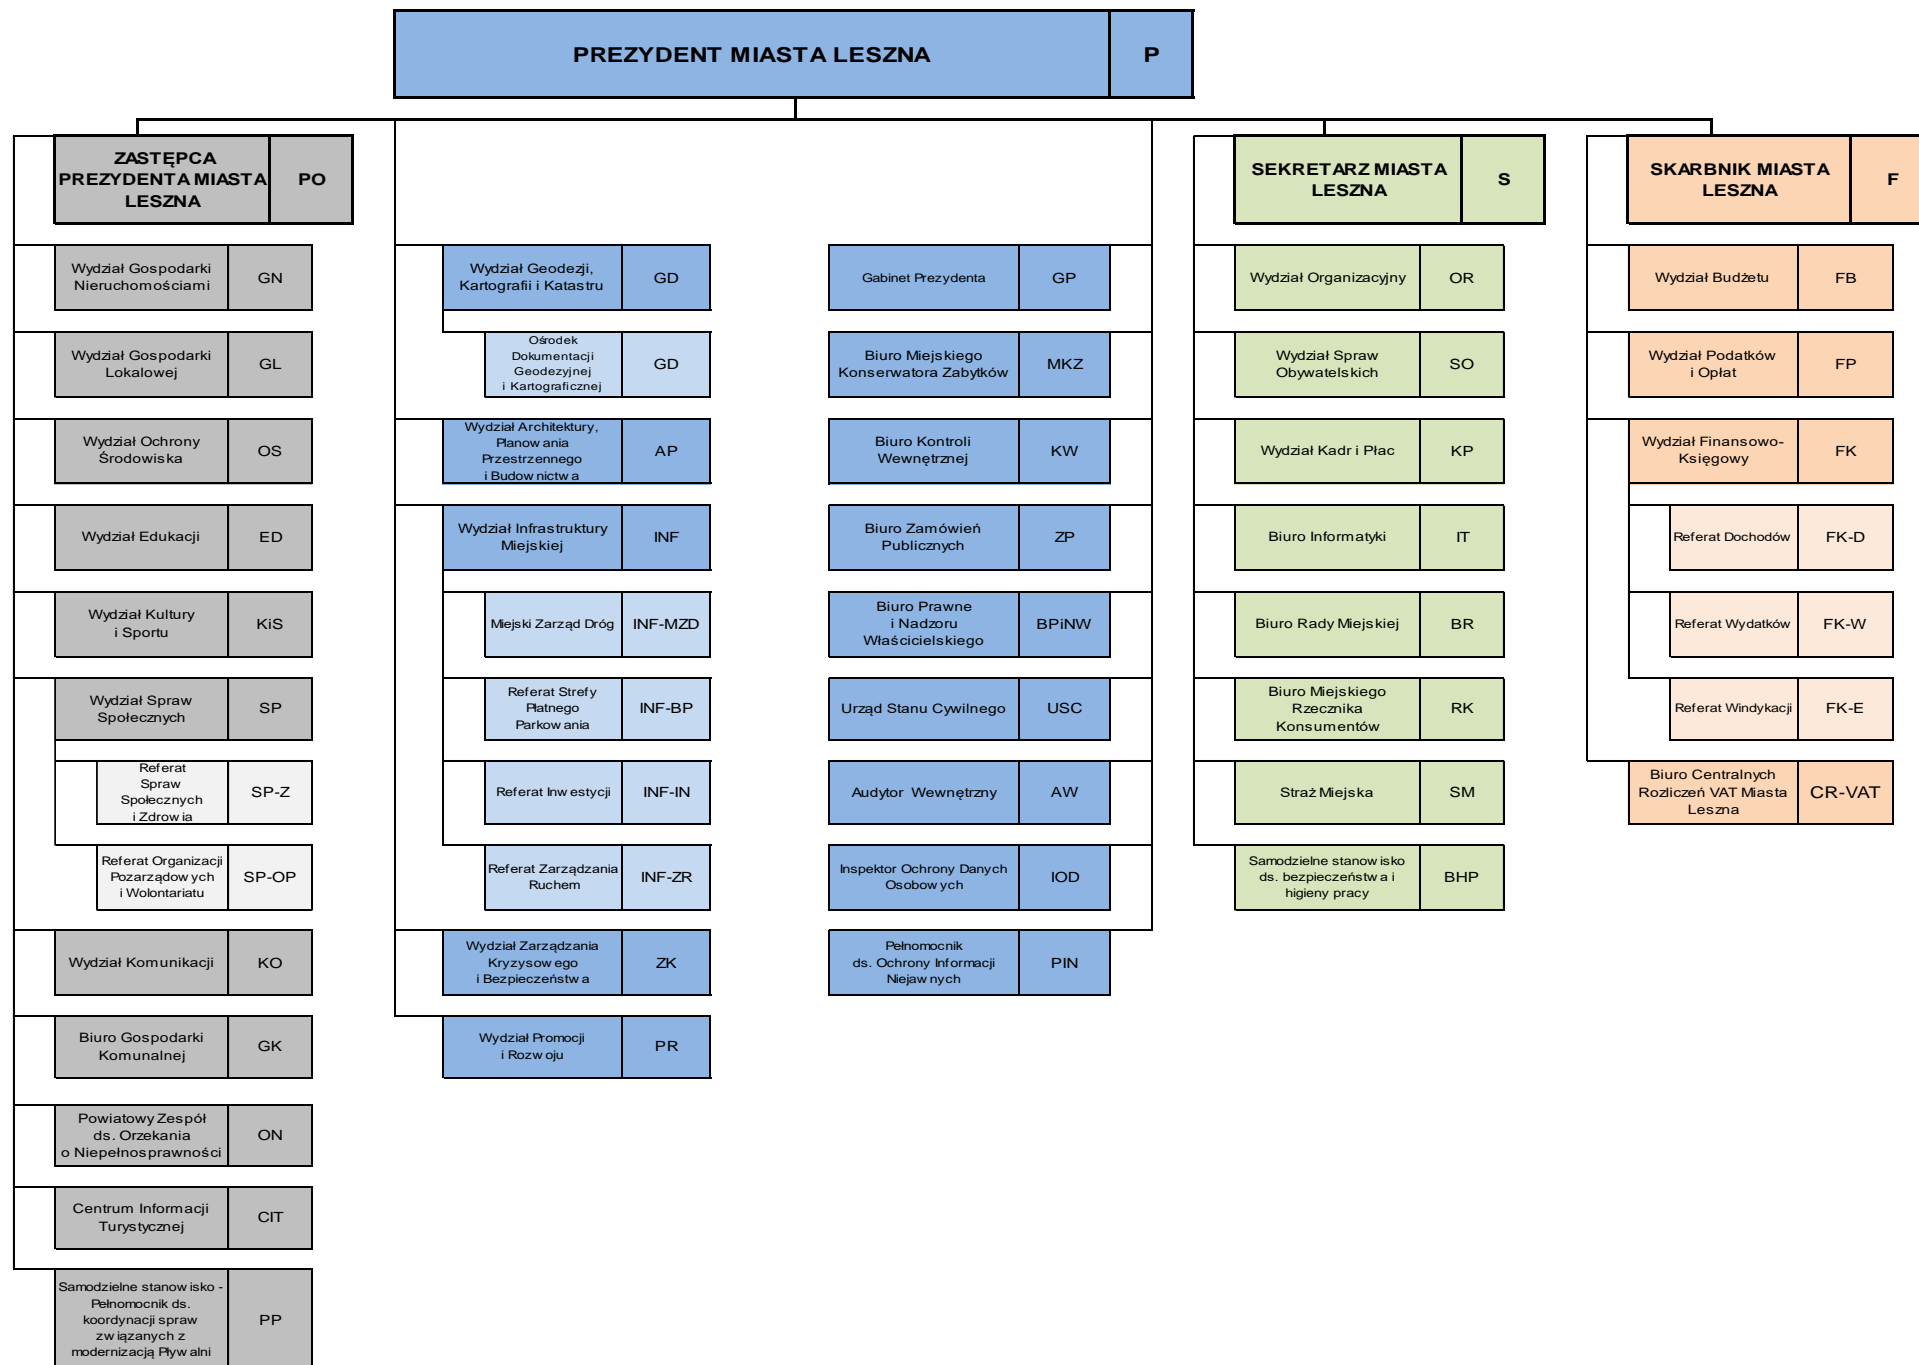 PREZYDENT MIASTA LESZNA
P
ZASTĘPCA
PREZYDENTA MIASTA
LESZNA
PO
Wydział Gospodarki
Nieruchomościami
GN
Wydział Gospodarki
Lokalowej
GL
Wydział Ochrony
Środowiska
OS
Wydział Edukacji
ED
Wydział Kultury
i Sportu
KiS
Wydział Spraw
Społecznych
SP
Referat
Spraw
Społecznych
i Zdrowia
SP-Z
Referat Organizacji
Pozarządowych
i Wolontariatu
SP-OP
Wydział Komunikacji
KO
Biuro Gospodarki
Komunalnej
GK
Powiatowy Zespół
ds. Orzekania
o Niepełnosprawności
ON
Centrum Informacji
Turystycznej
CIT
Samodzielne stanowisko -
Pełnomocnik ds.
koordynacji spraw
związanych z
modernizacją Pływalni
PP
Wydział Geodezji,
Kartografii i Katastru
GD
Ośrodek
Dokumentacji
Geodezyjnej
i Kartograficznej
GD
Wydział Architektury,
Planowania
Przestrzennego
i Budownictwa
AP
Wydział Infrastruktury
Miejskiej
INF
Miejski Zarząd Dróg
INF-MZD
Referat Strefy
Płatnego
Parkowania
INF-BP
Referat Inwestycji
INF-IN
Referat Zarządzania
Ruchem
INF-ZR
Wydział Zarządzania
Kryzysowego
i Bezpieczeństwa
ZK
Wydział Promocji
i Rozwoju
PR
Gabinet Prezydenta
GP
Biuro Miejskiego
Konserwatora Zabytków
MKZ
Biuro Kontroli
Wewnętrznej
KW
Biuro Zamówień
Publicznych
ZP
Biuro Prawne
i Nadzoru
Właścicielskiego
BPiNW
Urząd Stanu Cywilnego
USC
Audytor Wewnętrzny
AW
Inspektor Ochrony Danych
Osobowych
IOD
Pełnomocnik
ds. Ochrony Informacji
Niejawnych
PIN
SEKRETARZ MIASTA
LESZNA
S
Wydział Organizacyjny
OR
Wydział Spraw
Obywatelskich
SO
Wydział Kadr i Płac
KP
Biuro Informatyki
IT
Biuro Rady Miejskiej
BR
Biuro Miejskiego
Rzecznika
Konsumentów
RK
Straż Miejska
SM
Samodzielne stanowisko
ds. bezpieczeństwa i
higieny pracy
BHP
SKARBNIK MIASTA
LESZNA
F
Wydział Budżetu
FB
Wydział Podatków
i Opłat
FP
Wydział Finansowo-
Księgowy
FK
Referat Dochodów
FK-D
Referat Wydatków
FK-W
Referat Windykacji
FK-E
Biuro Centralnych
Rozliczeń VAT Miasta
Leszna
CR-VAT